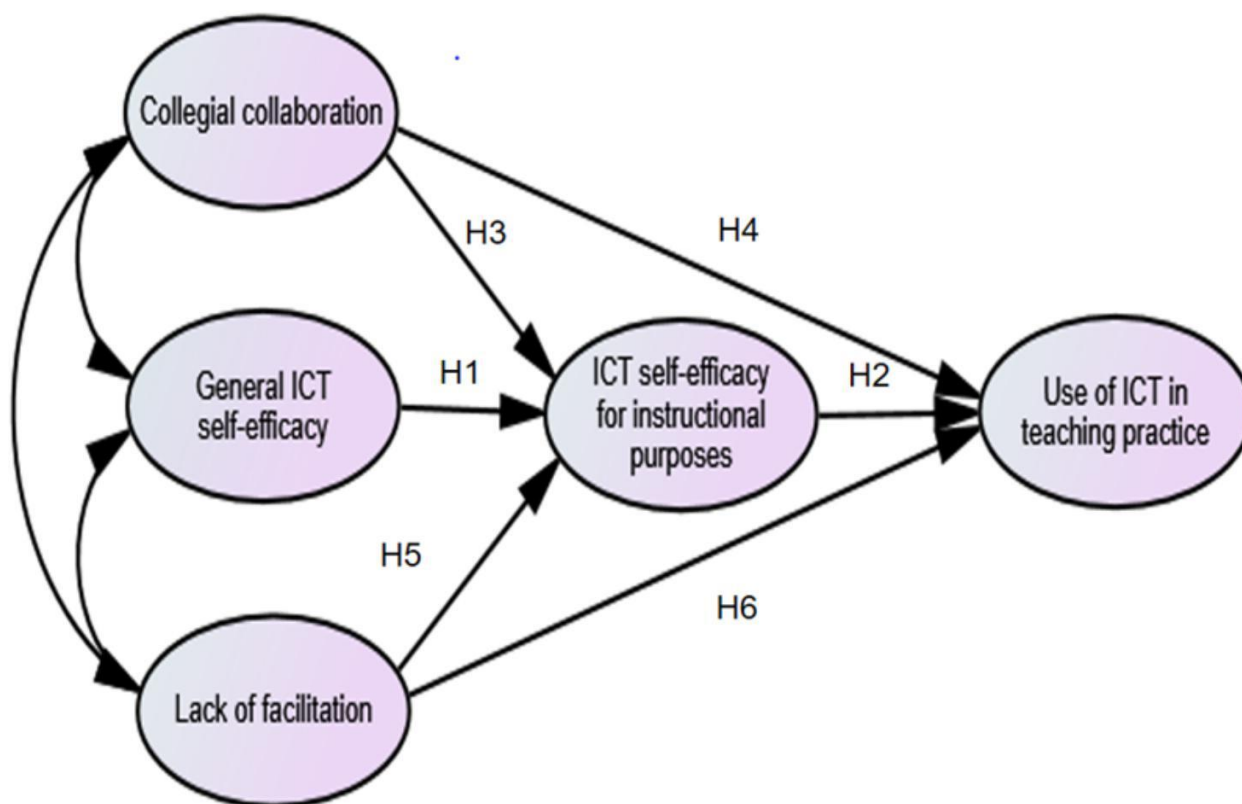 Collegial collaboration
H3
H4
General ICT
self-efficacy
H1
ICT self-efficacy
for instructional
purposes
H2
Use of ICT in
teaching practice
H5
H6
Lack of facilitation